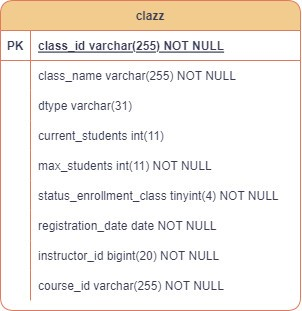 clazz
PK class_id varchar(255) NOT NULL
class_name varchar(255) NOT NULL
dtype varchar(31)
current_students int(11)
max_students int(11) NOT NULL
status_enrollment_class tinyint(4) NOT NULL
registration_date date NOT NULL
instructor_id bigint(20) NOT NULL
course_id varchar(255) NOT NULL